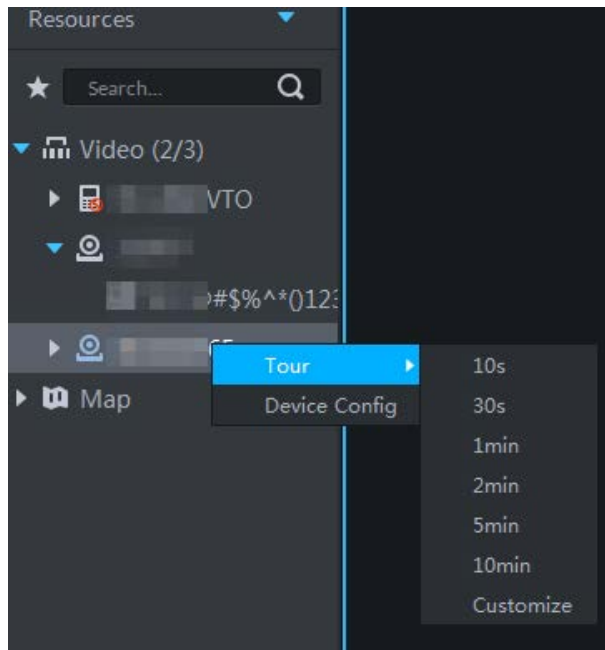 Resources
Search...
Video (2/3)
VTO
#$%^*()123
Tour
10s
Device Config
30s
1min
Map
2min
5min
10min
Customize